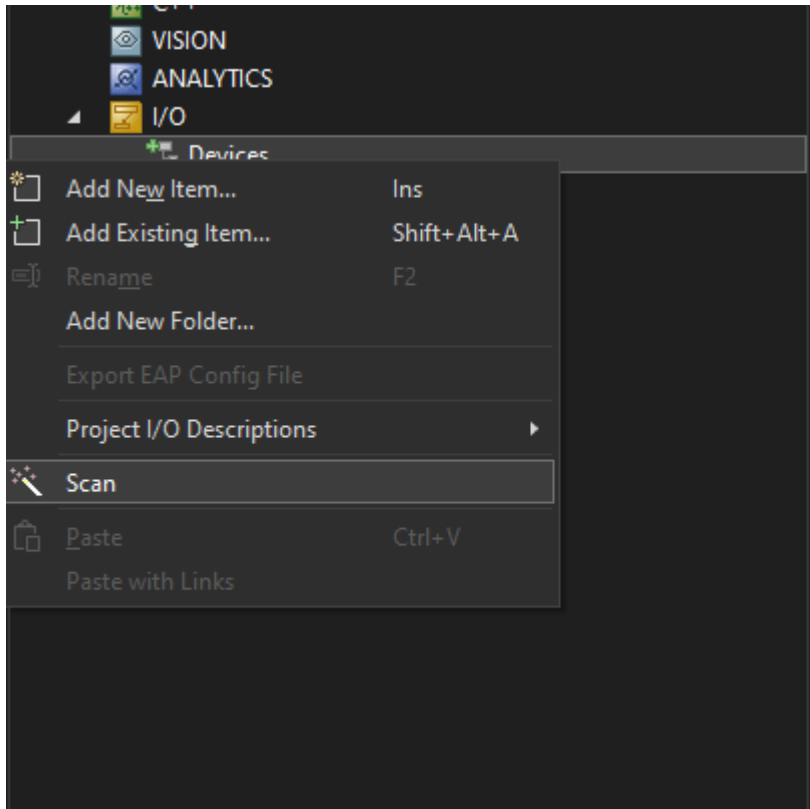 VISION
ANALYTICS
I/O
Devices
Add New Item... Ins
Add Existing Item... Shift+Alt+A
Rename F2
Add New Folder...
Export EAP Config File
Project I/O Descriptions
Scan
Paste Ctrl+V
Paste with Links